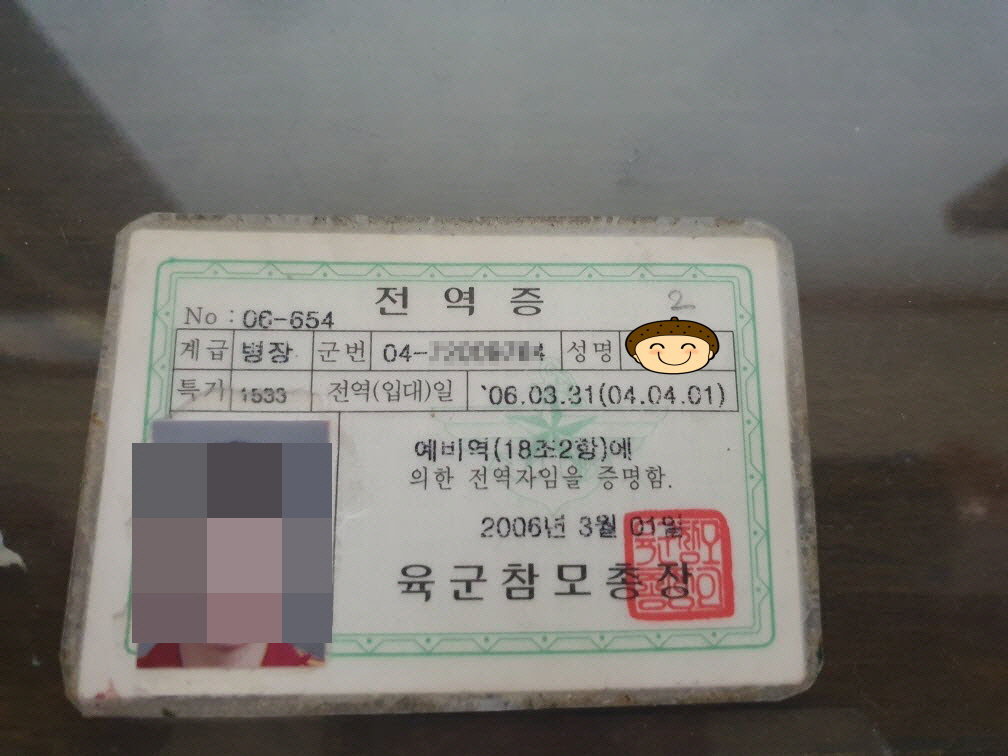 전역증
2
No : 06-654
계급 병장 군번 04- 성명
특기 1533 전역(입대)일 '06.03.31(04.04.01)
예비역(18조2항)에
의한 전역자임을 증명함.
2006년 3월 01일
육군참모총장